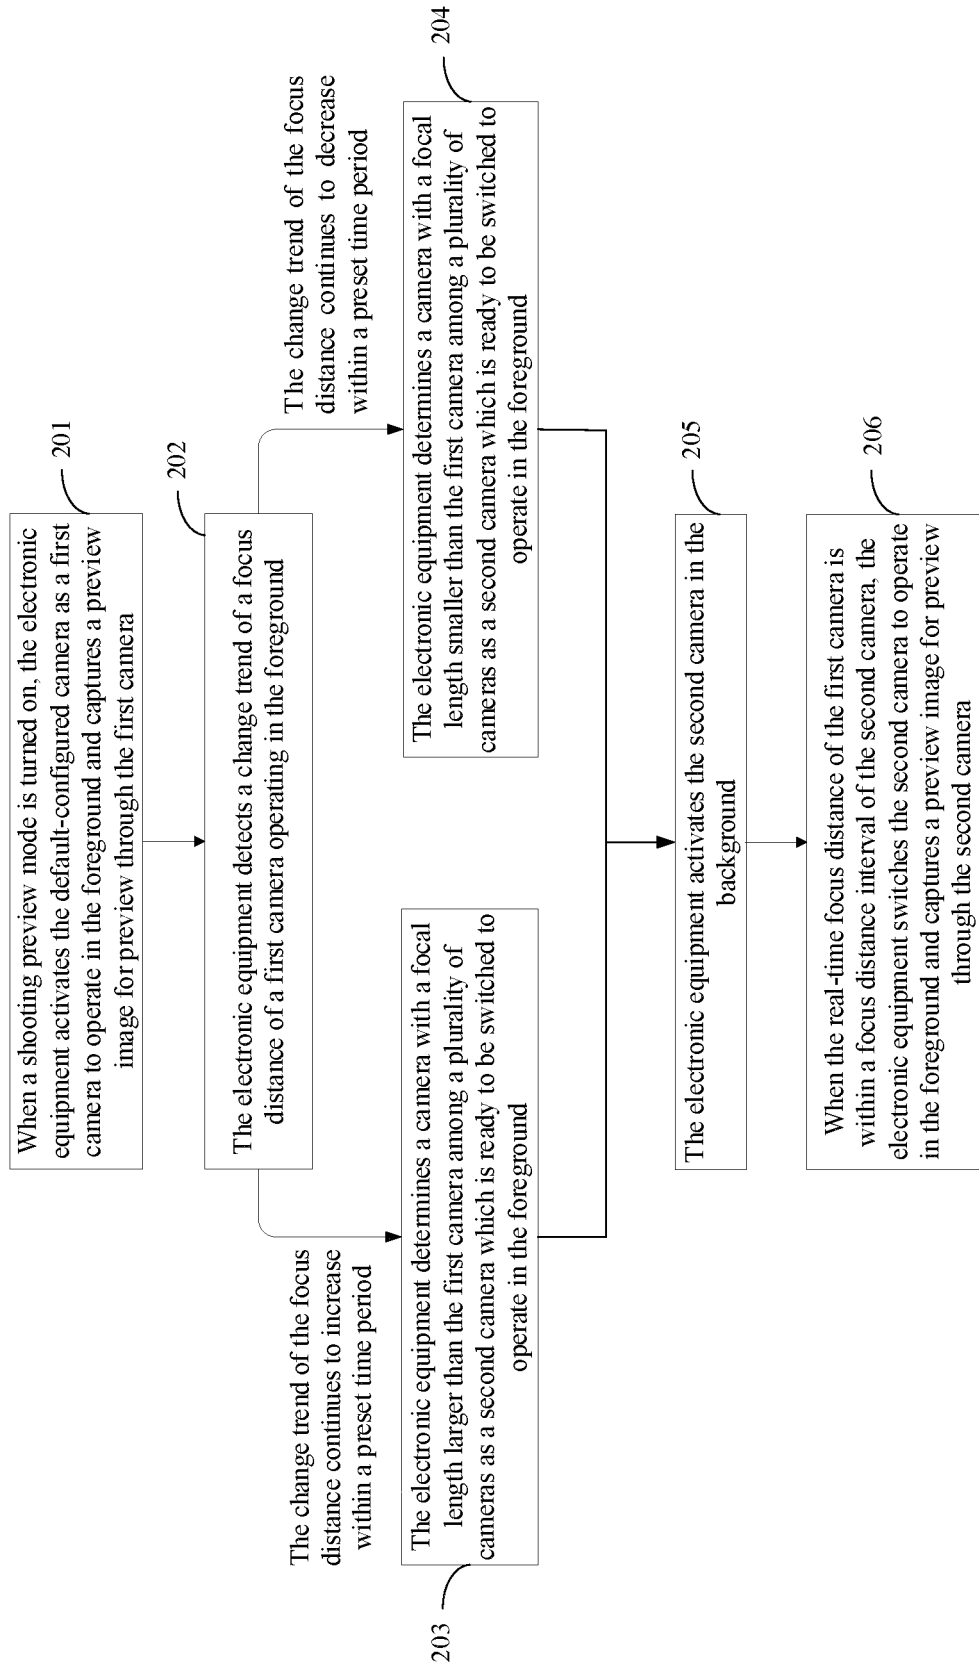 When a shooting preview mode is turned on, the electronic
equipment activates the default-configured camera as a first
camera to operate in the foreground and captures a preview
image for preview through the first camera
201
The electronic equipment detects a change trend of a focus
distance of a first camera operating in the foreground
202
The change trend of the focus
distance continues to increase
within a preset time period
The change trend of the focus
distance continues to decrease
within a preset time period
203
The electronic equipment determines a camera with a focal
length larger than the first camera among a plurality of
cameras as a second camera which is ready to be switched to
operate in the foreground
The electronic equipment determines a camera with a focal
length smaller than the first camera among a plurality of
cameras as a second camera which is ready to be switched to
operate in the foreground
204
The electronic equipment activates the second camera in the
background
205
When the real-time focus distance of the first camera is
within a focus distance interval of the second camera, the
electronic equipment switches the second camera to operate
in the foreground and captures a preview image for preview
through the second camera
206